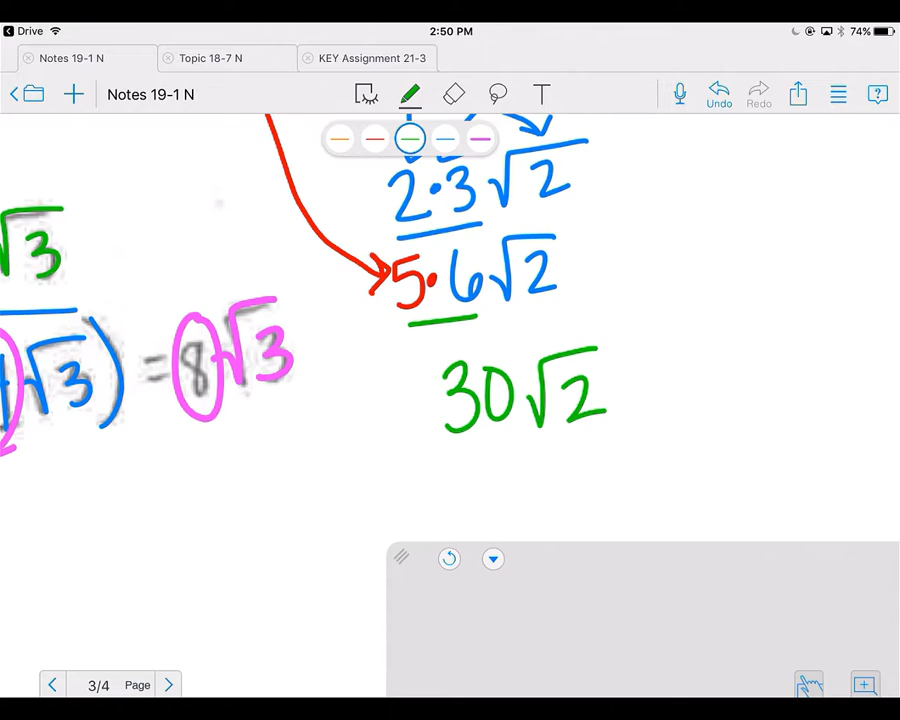 Drive 2:50 PM 74%
Notes 19-1 N Topic 18-7 N KEY Assignment 21-3
Notes 19-1 N T Undo Redo
2·3√2
√3
5·6√2
√3) = 8√3
30√2
3/4 Page